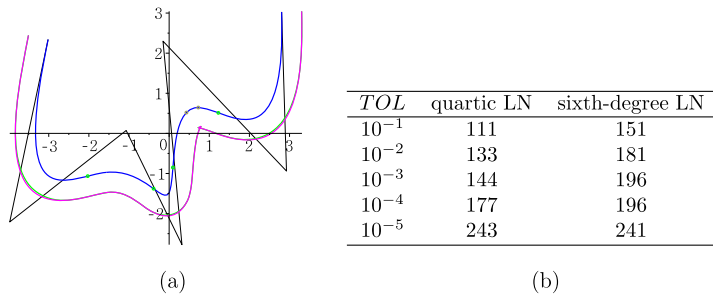 3
2
1
-3 -2 -1 0 1 2 3
-1
-2
(a)
TOL quartic LN sixth-degree LN
10⁻¹ 111 151
10⁻² 133 181
10⁻³ 144 196
10⁻⁴ 177 196
10⁻⁵ 243 241
(b)